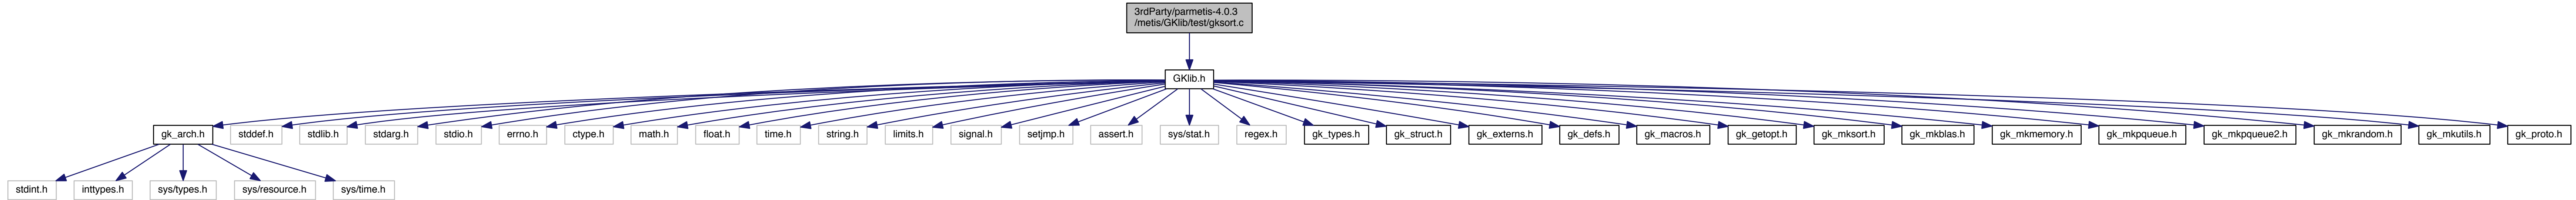 3rdParty/parmetis-4.0.3
/metis/GKlib/test/gksort.c
GKlib.h
gk_arch.h
stddef.h
stdlib.h
stdarg.h
stdio.h
errno.h
ctype.h
math.h
float.h
time.h
string.h
limits.h
signal.h
setjmp.h
assert.h
sys/stat.h
regex.h
gk_types.h
gk_struct.h
gk_externs.h
gk_defs.h
gk_macros.h
gk_getopt.h
gk_mksort.h
gk_mkblas.h
gk_mkmemory.h
gk_mkpqueue.h
gk_mkpqueue2.h
gk_mkrandom.h
gk_mkutils.h
gk_proto.h
stdint.h
inttypes.h
sys/types.h
sys/resource.h
sys/time.h